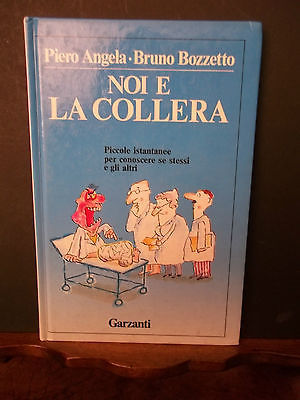 Piero Angela • Bruno Bozzetto
NOI E
LA COLLERA
Piccole istantanee
per conoscere se stessi
e gli altri
Garzanti